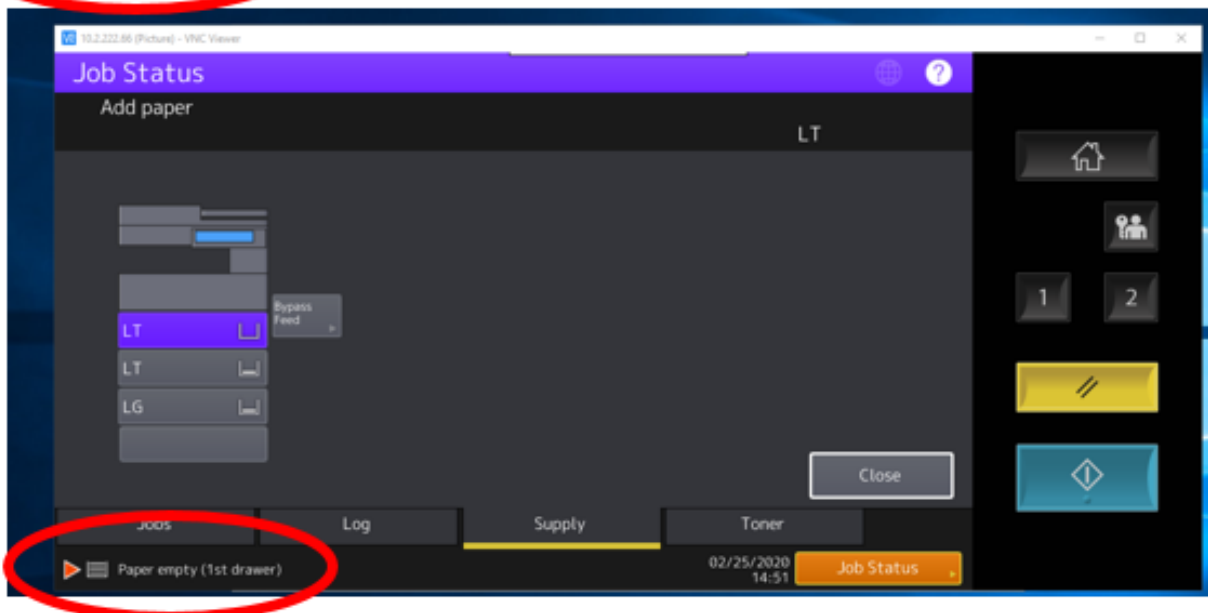 10.2.222.66 (Picture) - VNC Viewer
Job Status
?
Add paper
LT
Bypass
Feed
LT
LT
LG
1
2
Close
Jobs
Log
Supply
Toner
Paper empty (1st drawer)
02/25/2020
14:51
Job Status